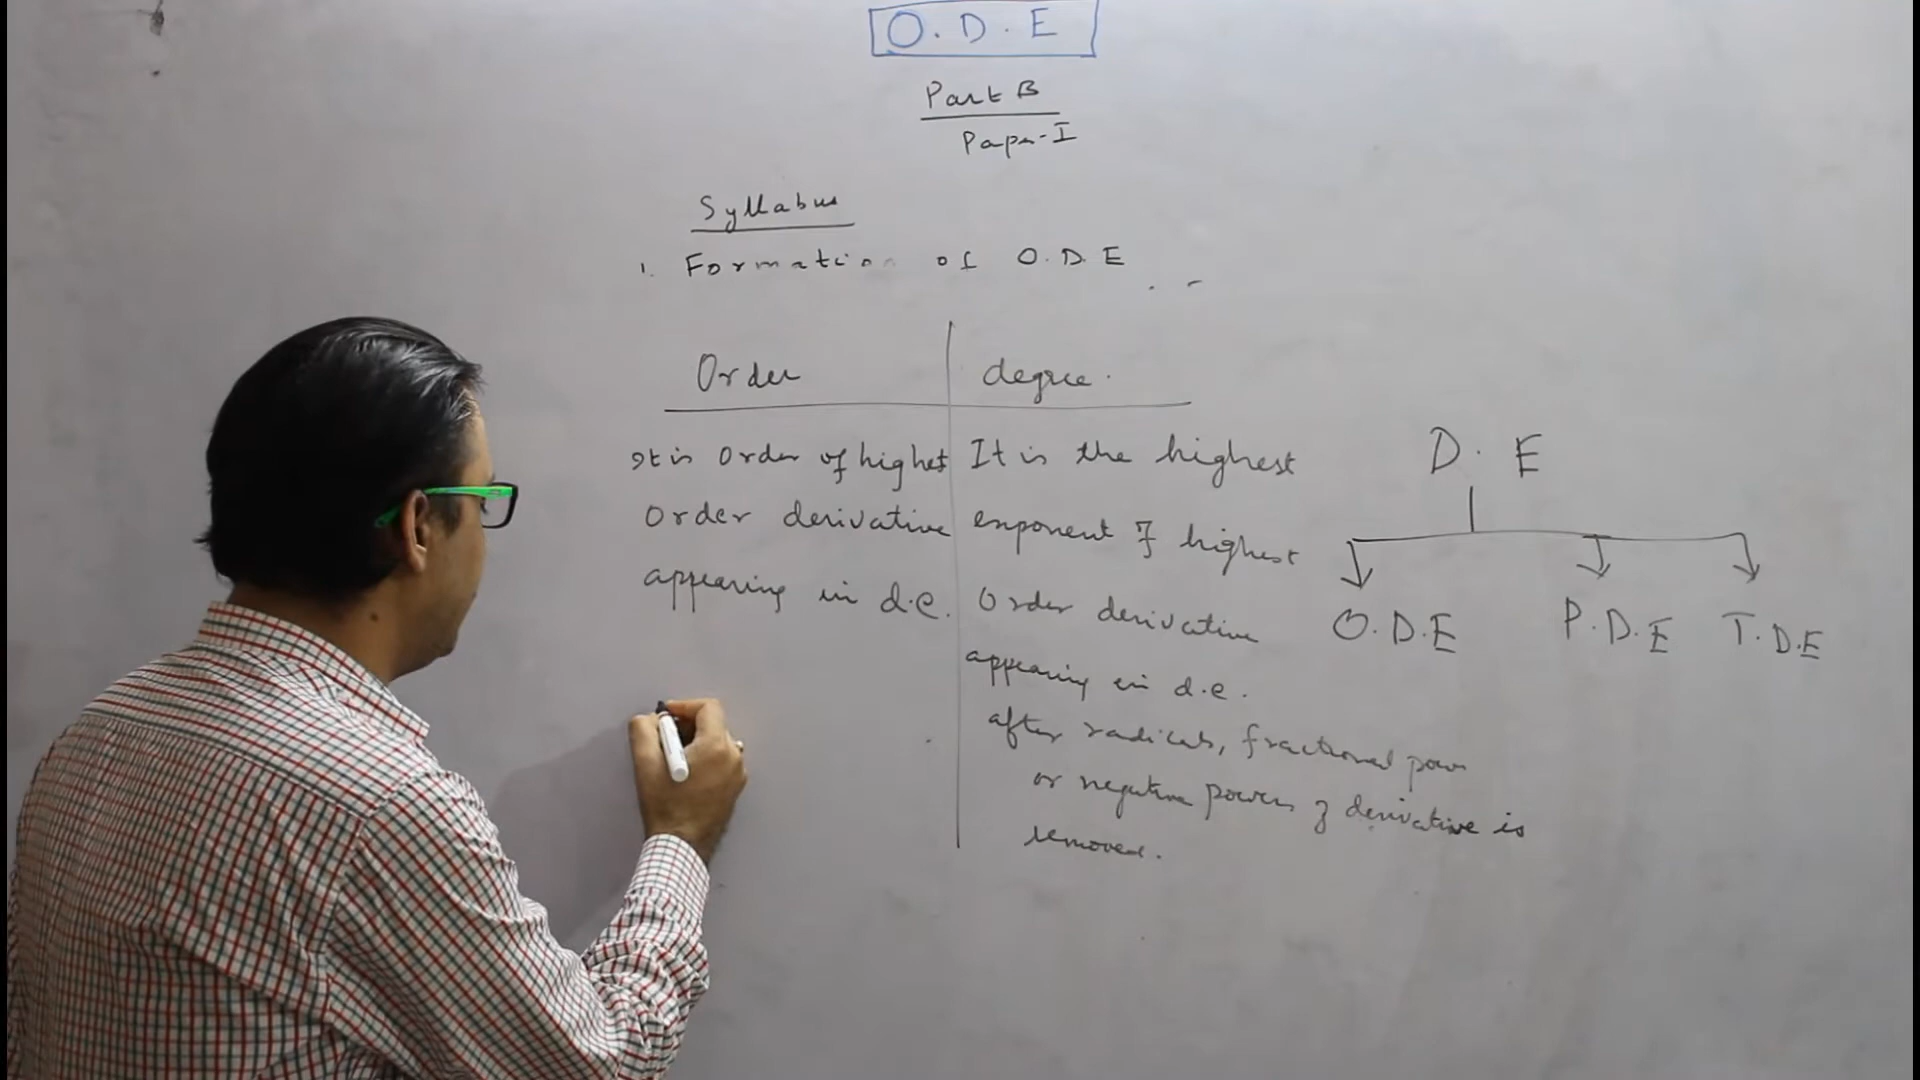 O. D. E
Part B
Paper-I
Syllabus
1. Formation of O.D.E
Order
degree.
It is order of highest
order derivative
appearing in d.e.
It is the highest
exponent of highest
order derivative
appearing in d.e.
after radicals, fractional power
or negative powers of derivative is
removed.
D. E
O.D.E P.D.E T.D.E